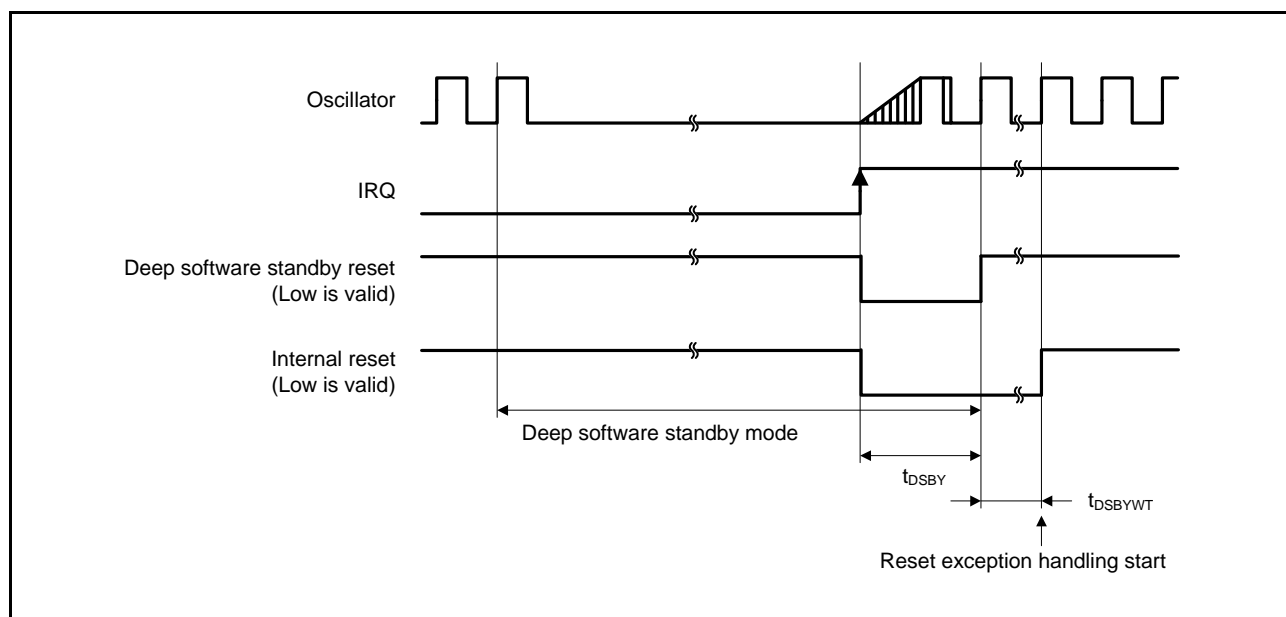 Oscillator
IRQ
Deep software standby reset
(Low is valid)
Internal reset
(Low is valid)
Deep software standby mode
tDSBY
tDSBYWT
Reset exception handling start